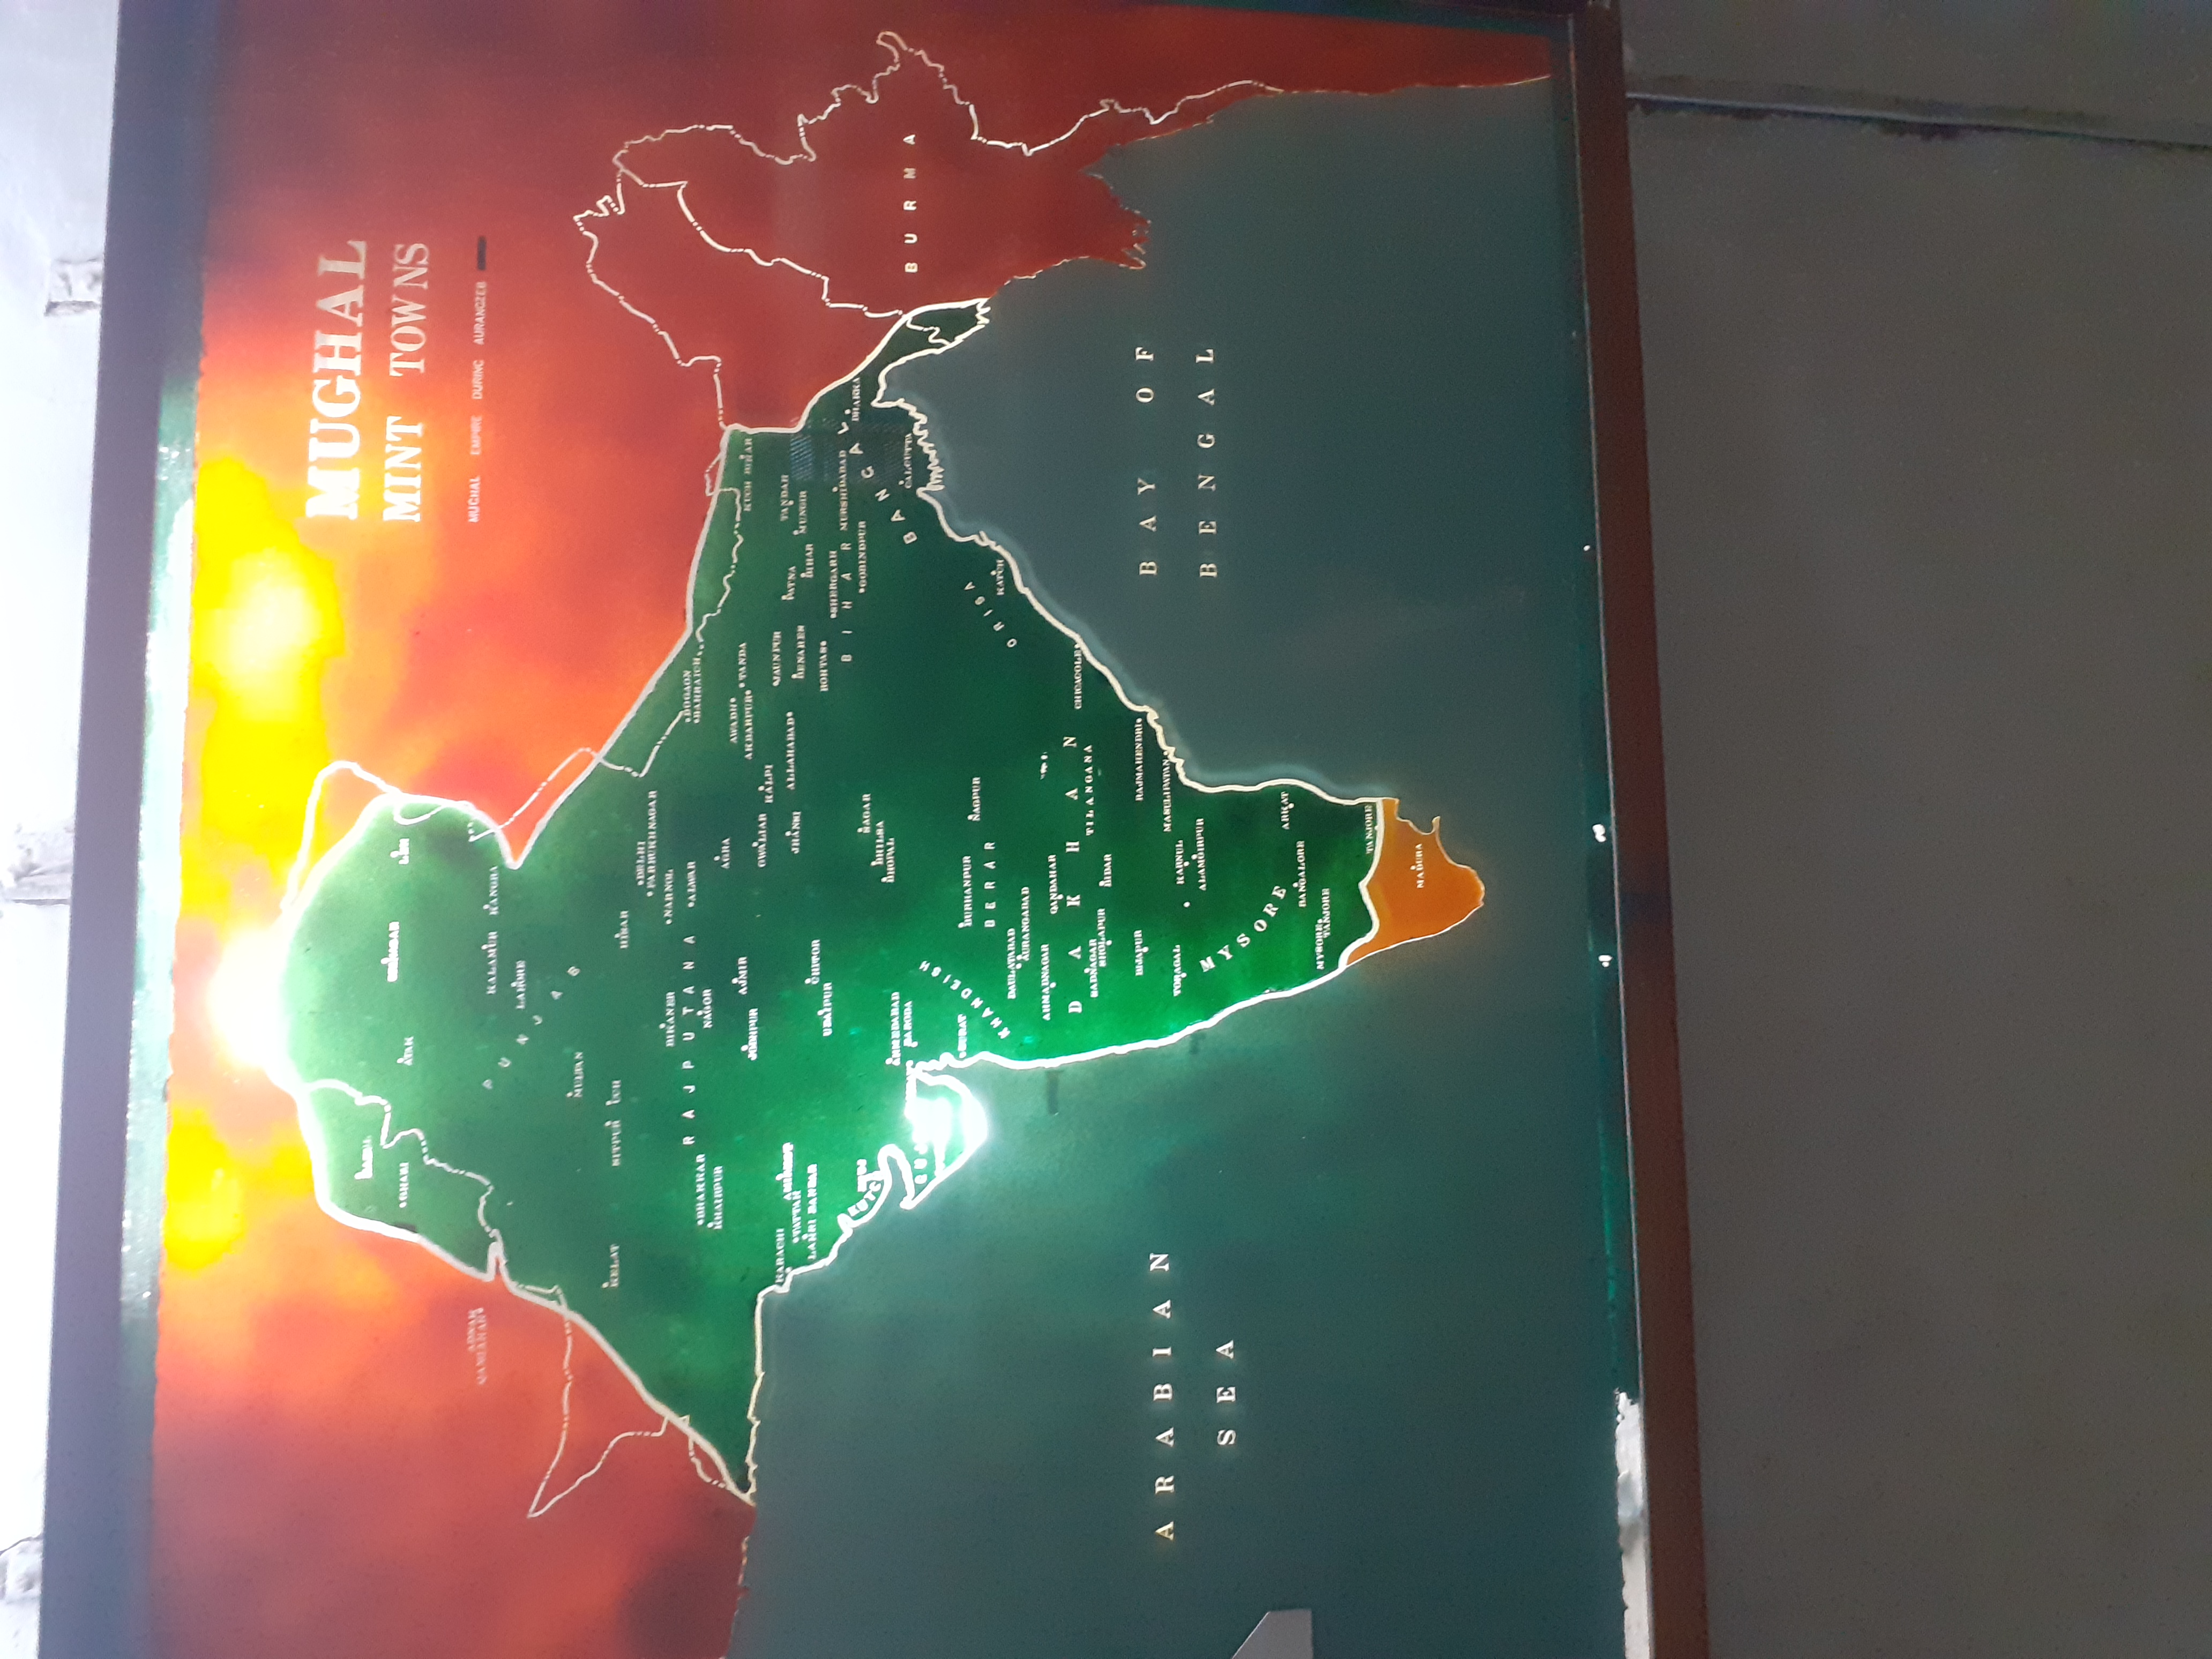 MUGHAL
MINT TOWNS
MUGHAL EMPIRE DURING AURANGZEB
GHARI
ATAK
SRINAGAR
LEH
ADNAH
QANDAHAR
KALAMUR
KANGRA
PUNJAB
LAHORE
MULTAN
KELAT
SITPUR
UCH
HISAR
DELHI
FARRUKHNAGAR
BIKANER
NARNOL
RAJPUTANA
ALWAR
DOGAON
BAHRAICH
BHAKKAR
NAGOR
KHAIRPUR
AGRA
AWADH
AKBARPUR
TANDA
KUCH BIHAR
JODHPUR
AJMIR
GWALIAR
KALPI
JAUNPUR
KARACHI
TATTAH
JHANSI
ALLAHABAD
PATNA
TANDAH
BENARES
BIHAR
MUNGIR
LAHRI BANDAR
CHITOR
UDAIPUR
ROHTAS
SHERGARH
BIHAR
MURSHIDABAD
DHAKKA
GOBINDPUR
BENGAL
KUTCH
SAGAR
BHILSA
BHOPAL
AHMEDABAD
BARODA
CALCUTTA
BURMA
SURAT
KHANDEISH
BURHANPUR
NAGPUR
BERAR
ORISA
KATCH
DAULATABAD
AURANGABAD
AHMADNAGAR
QANDAHAR
DAKHAN
TILANGANA
CHICACOLE
SADNAGAR
SHOLAPUR
BIDAR
BIJAPUR
RAJMAHENDRI
MASULIPATAN
TORAGAL
KARNUL
ALAMGIRPUR
ARABIAN
SEA
BAY OF
BENGAL
MYSORE
ARKAT
BANGALORE
MYSORE
TANJORE
TANJORE
MADURA